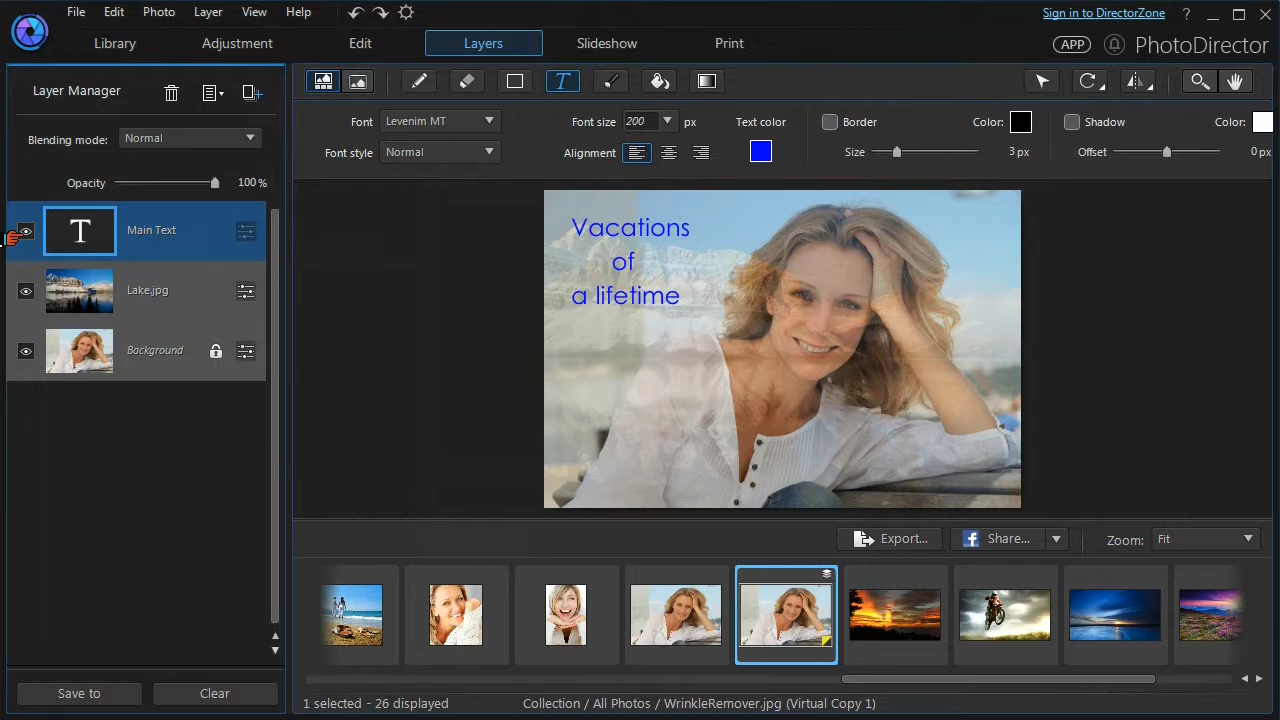 File Edit Photo Layer View Help
Sign in to DirectorZone ?
Library Adjustment Edit Layers Slideshow Print
APP PhotoDirector
Layer Manager
T
Font Levenim MT
Font size 200 px
Text color
Border
Color:
Shadow
Color:
Blending mode: Normal
Font style Normal
Alignment
Size 3 px
Offset 0 px
Opacity 100 %
T Main Text
Lake.jpg
Background
Vacations
of
a lifetime
Export... f Share... Zoom: Fit
Save to Clear
1 selected - 26 displayed Collection / All Photos / WrinkleRemover.jpg (Virtual Copy 1)